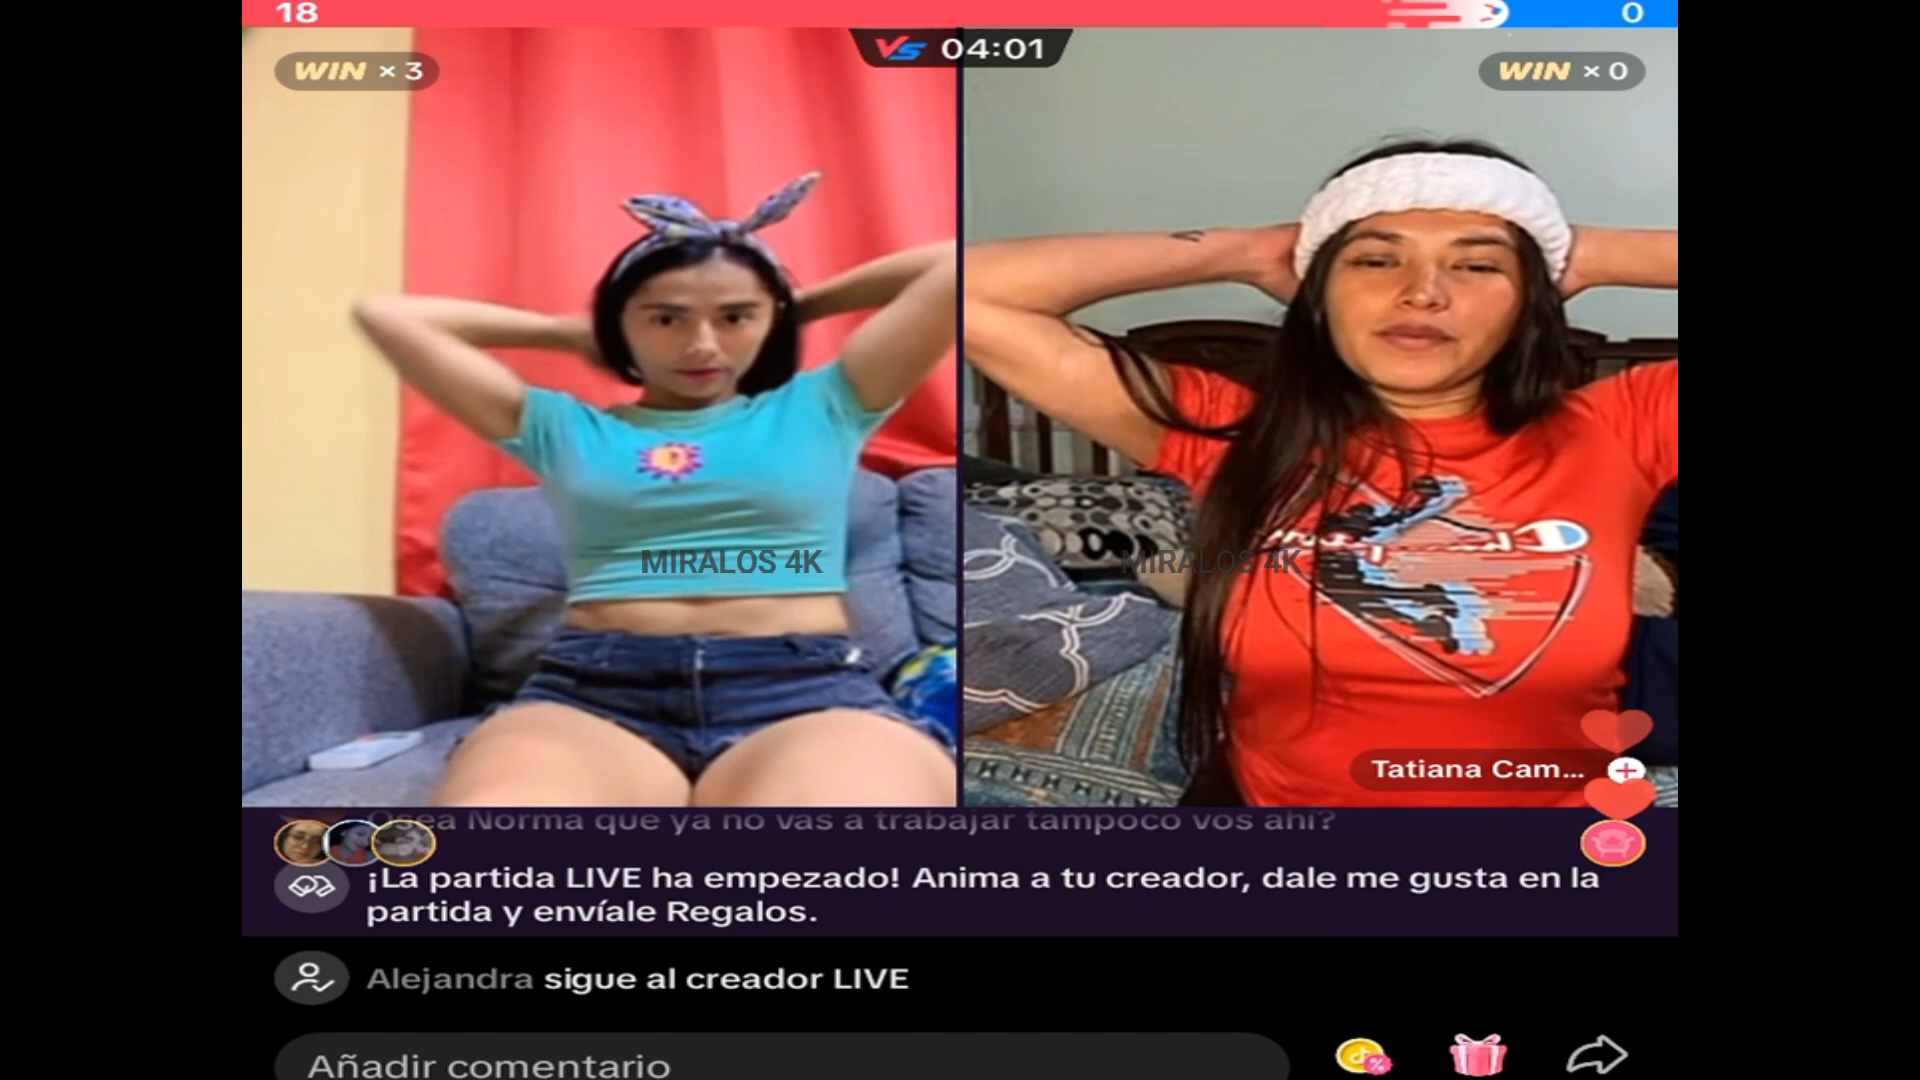 18
0
VS 04:01
WIN × 3
WIN × 0
MIRALOS 4K
MIRALOS 4K
Tatiana Cam...
Osea Norma que ya no vas a trabajar tampoco vos ahí?
¡La partida LIVE ha empezado! Anima a tu creador, dale me gusta en la
partida y envíale Regalos.
Alejandra sigue al creador LIVE
Añadir comentario